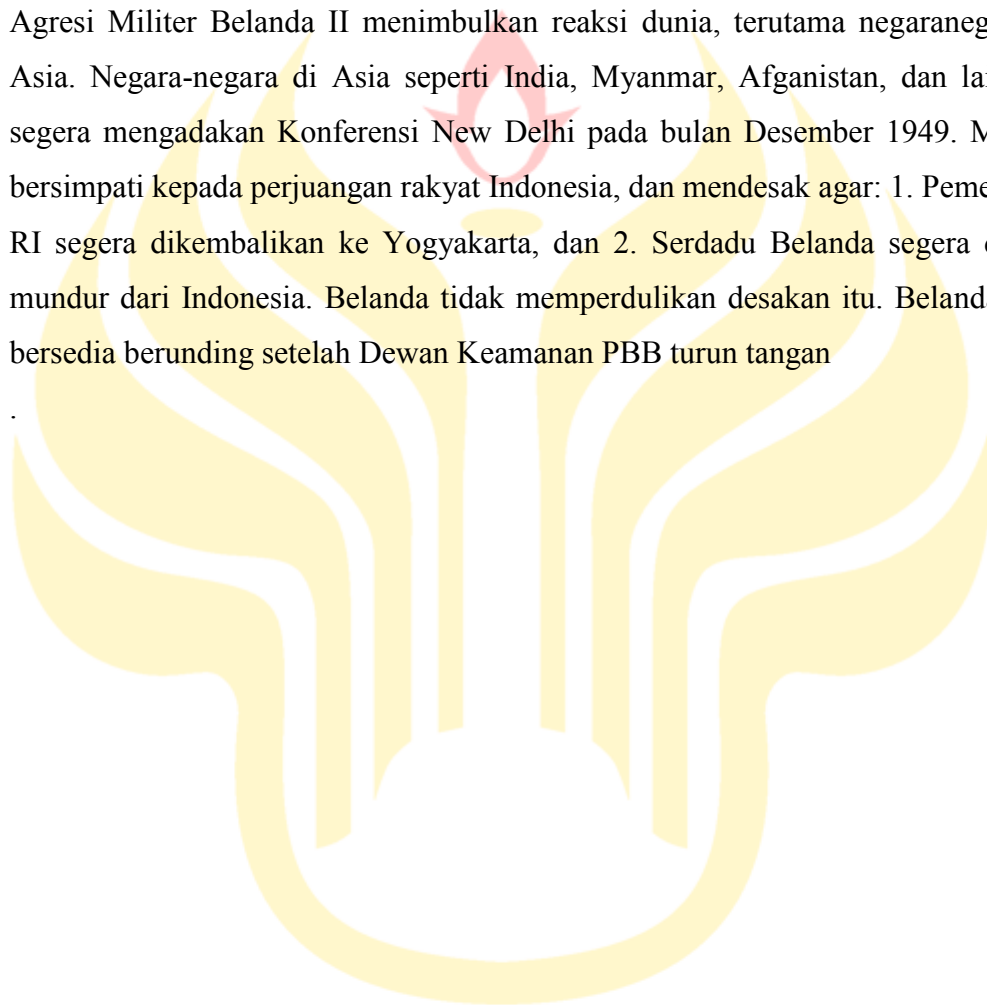 Agresi Militer Belanda II menimbulkan reaksi dunia, terutama negaraneg
Asia. Negara-negara di Asia seperti India, Myanmar, Afganistan, dan lai
segera mengadakan Konferensi New Delhi pada bulan Desember 1949. M
bersimpati kepada perjuangan rakyat Indonesia, dan mendesak agar: 1. Peme
RI segera dikembalikan ke Yogyakarta, dan 2. Serdadu Belanda segera
mundur dari Indonesia. Belanda tidak memperdulikan desakan itu. Belanda
bersedia berunding setelah Dewan Keamanan PBB turun tangan
.